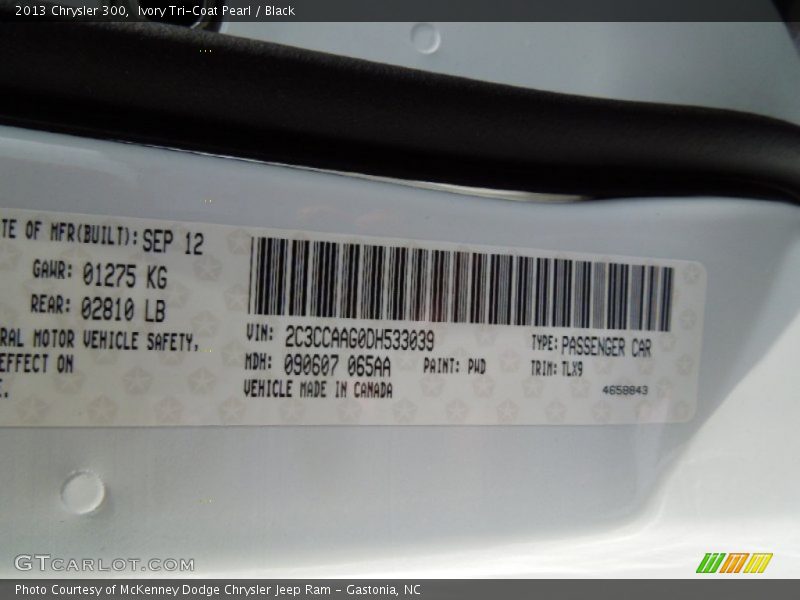 2013 Chrysler 300, Ivory Tri-Coat Pearl / Black
TE OF MFR(BUILT): SEP 12
GAWR: 01275 KG
REAR: 02810 LB
RAL MOTOR VEHICLE SAFETY,
EFFECT ON
VIN: 2C3CCAAG0DH533039
TYPE: PASSENGER CAR
MDH: 090607 065AA
PAINT: PWD
TRIM: TLX9
VEHICLE MADE IN CANADA
4658843
GTCARLOT.COM
Photo Courtesy of McKenney Dodge Chrysler Jeep Ram - Gastonia, NC